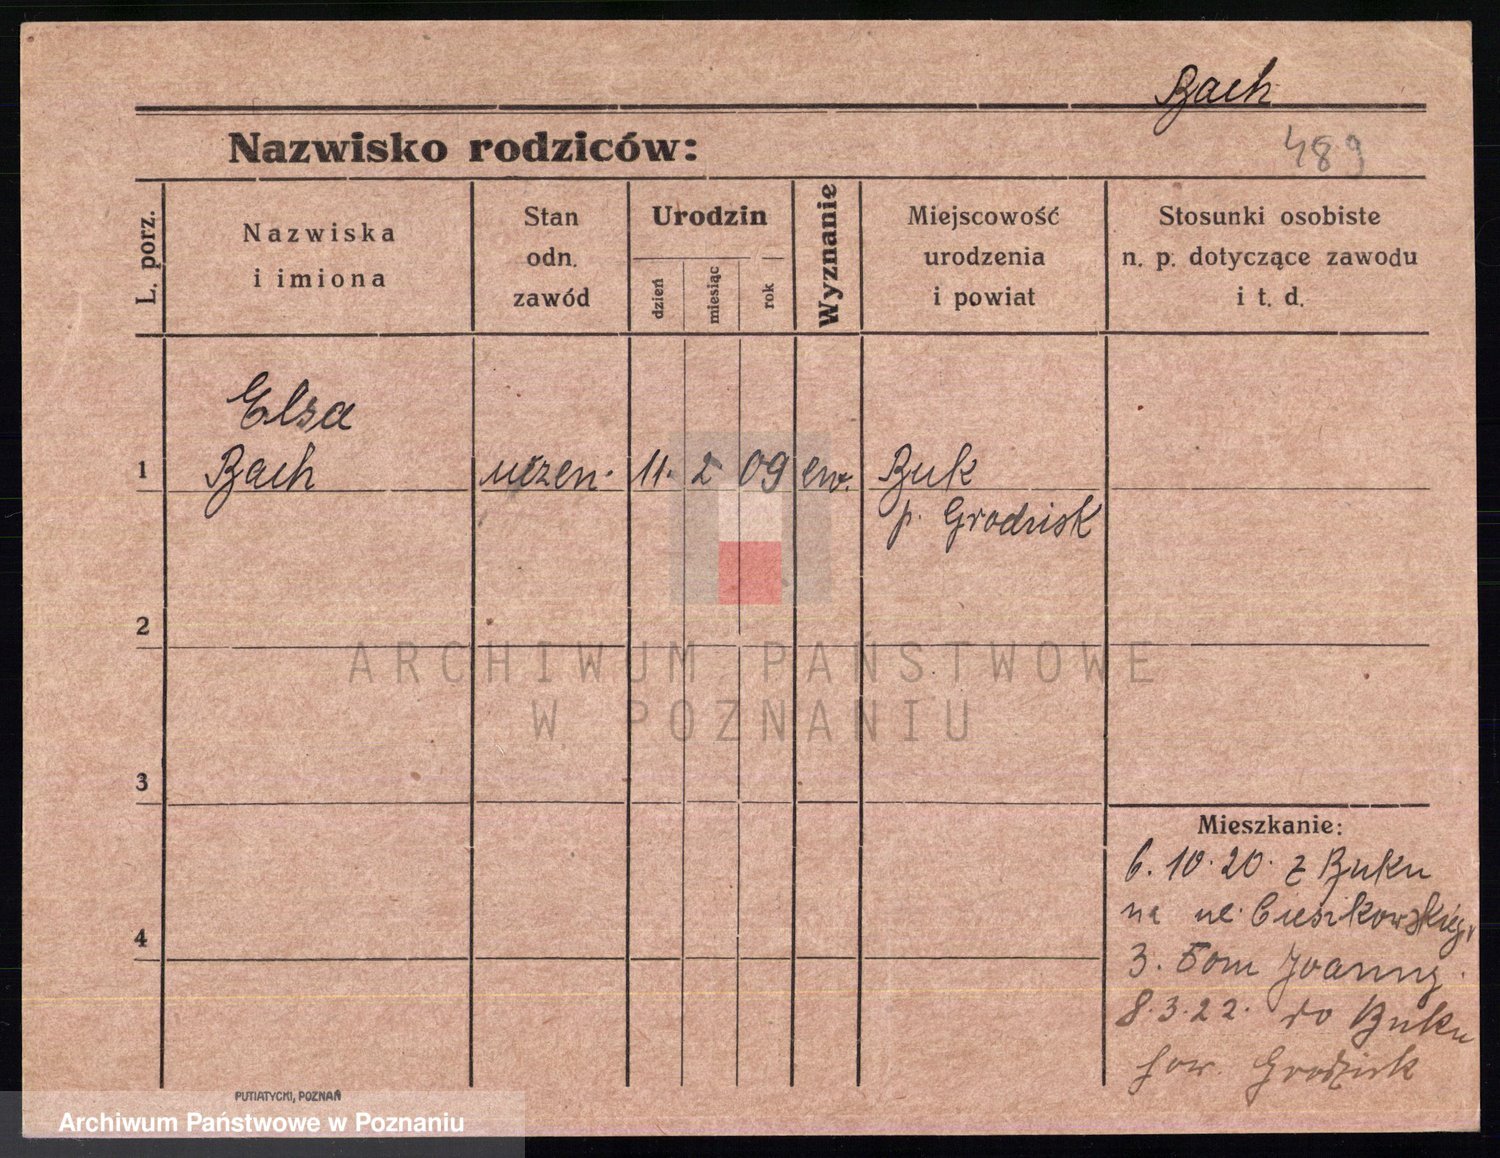 Bach
Nazwisko rodziców:
489
L. porz.
Nazwiska
i imiona
Stan
odn.
zawód
Urodzin
dzień
miesiąc
rok
Wyznanie
Miejscowość
urodzenia
i powiat
Stosunki osobiste
n. p. dotyczące zawodu
i t. d.
Elsa
1 Bach uczen. 11. 2 09 ew. Buk
p. Grodzisk
2
ARCHIWUM PAŃSTWOWE
W POZNANIU
3
Mieszkanie:
6. 10. 20. z Buku
na ul. Cieszkowskiego
4
3. Joanny.
8. 3. 22. do Buku
pow. Grodzisk
PUTIATYCKI, POZNAŃ
Archiwum Państwowe w Poznaniu